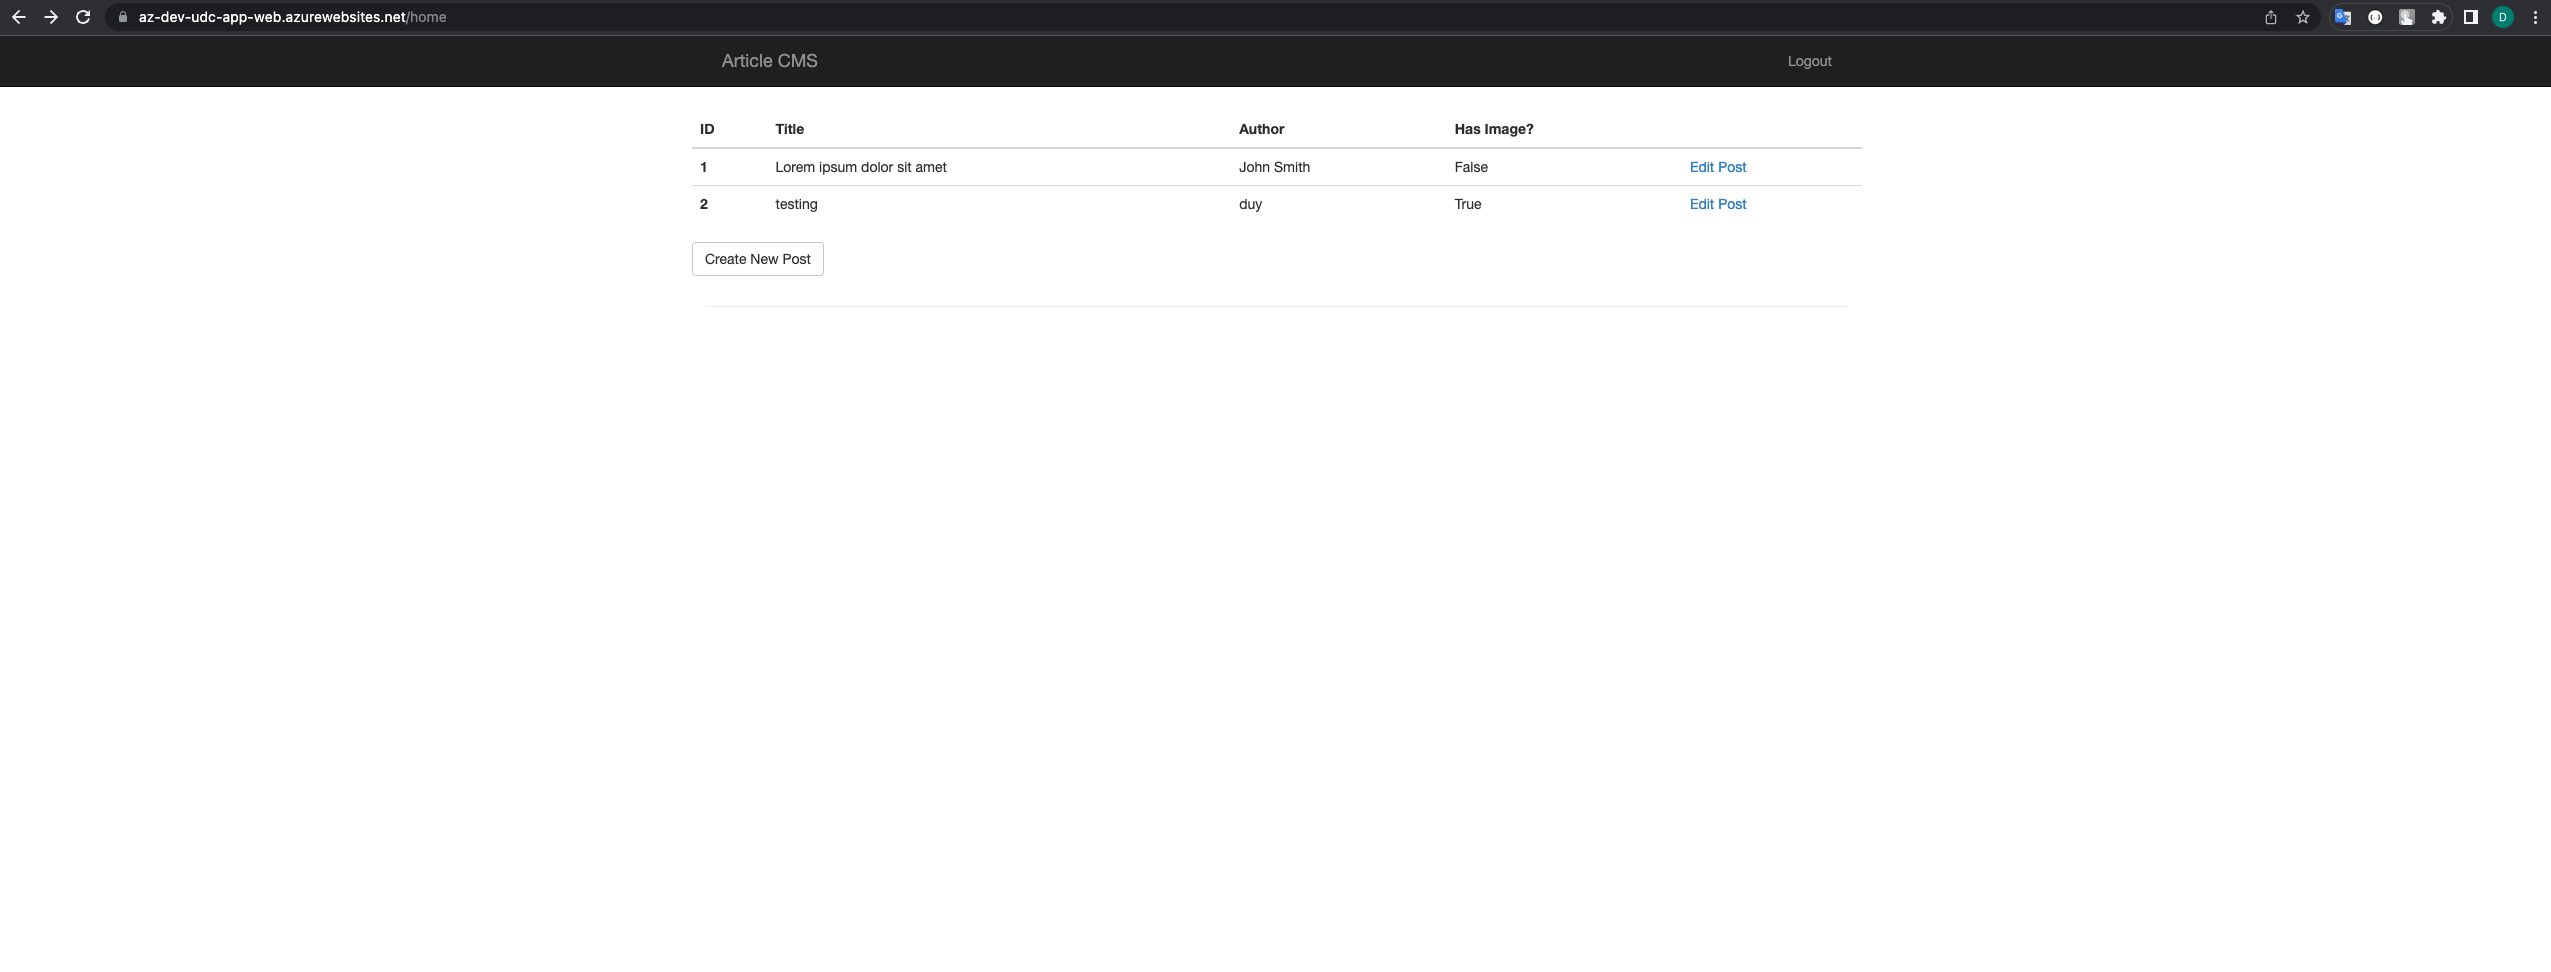 az-dev-udc-app-web.azurewebsites.net/home
D
Article CMS Logout
ID Title Author Has Image?
1 Lorem ipsum dolor sit amet John Smith False Edit Post
2 testing duy True Edit Post
Create New Post